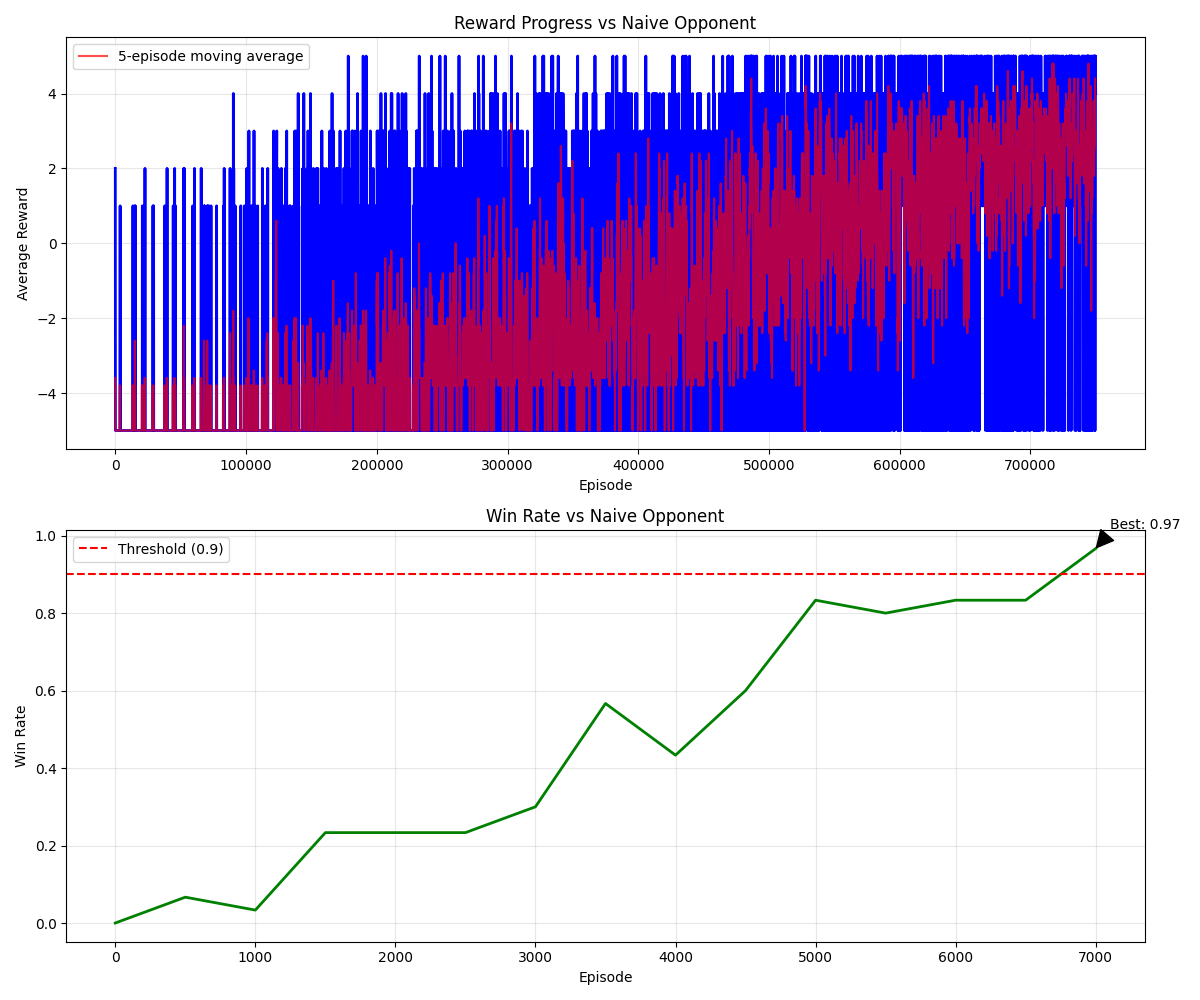 Reward Progress vs Naive Opponent
5-episode moving average
Average Reward
4
2
0
−2
−4
0 100000 200000 300000 400000 500000 600000 700000
Episode
Win Rate vs Naive Opponent
Best: 0.97
Threshold (0.9)
Win Rate
1.0
0.8
0.6
0.4
0.2
0.0
0 1000 2000 3000 4000 5000 6000 7000
Episode